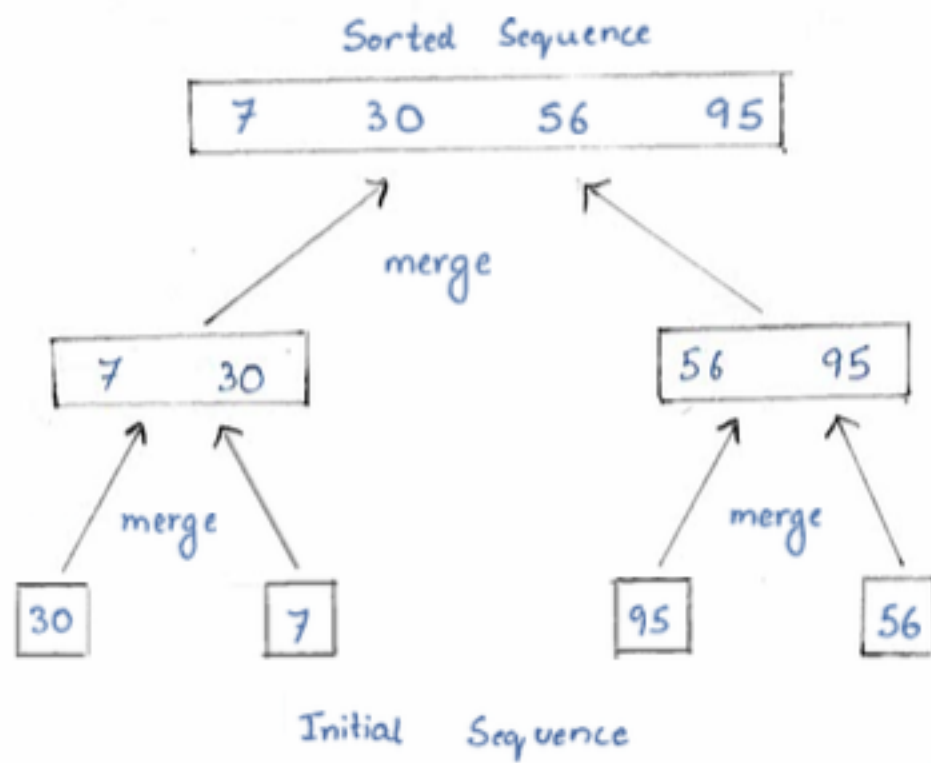 Sorted Sequence
7 30 56 95
merge
7 30
56 95
merge
merge
30
7
95
56
Initial Sequence